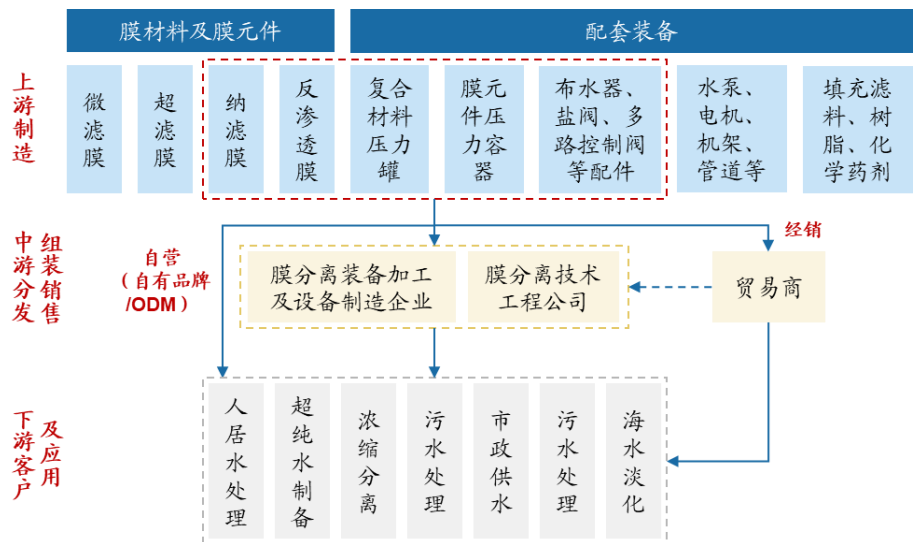 膜材料及膜元件
配套装备
上游制造
微滤膜
超滤膜
纳滤膜
反渗透膜
复合
材料
压力
罐
膜元
件压
力容
器
布水器、
盐阀、多
路控制阀
等配件
水泵、
电机、
机架、
管道等
填充滤
料、树
脂、化
学药剂
中游分发
组装销售
自营
(自有品牌
/ODM)
膜分离装备加工
及设备制造企业
膜分离技术
工程公司
经销
贸易商
下游客户
及应用
人居水处理
超纯水制备
浓缩分离
污水处理
市政供水
污水处理
海水淡化